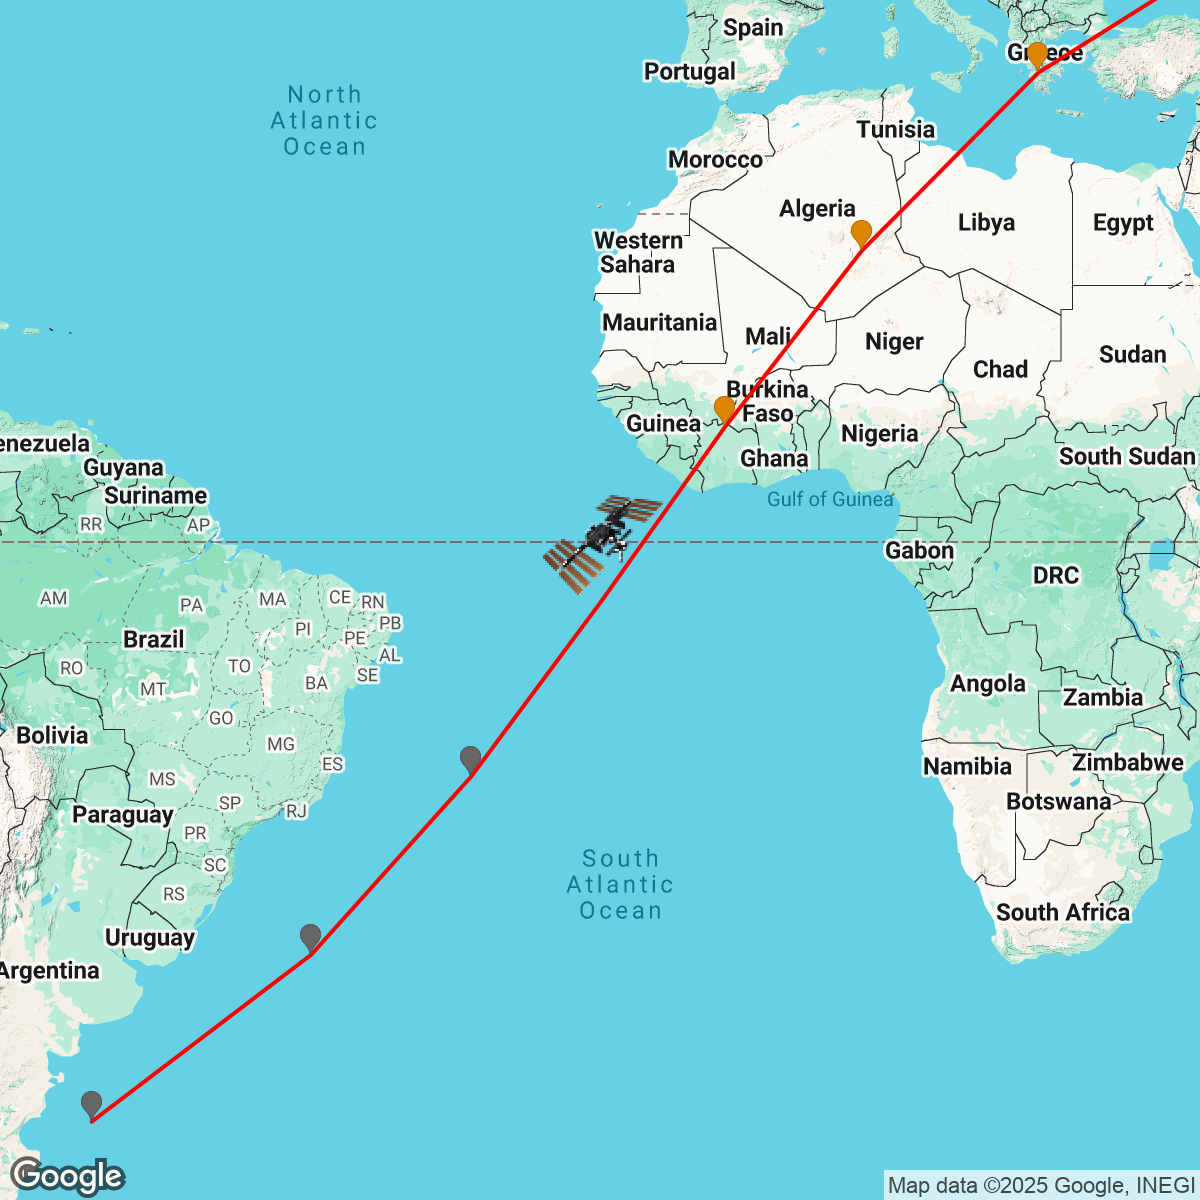 Spain
Portugal
Greece
North
Atlantic
Ocean
Tunisia
Morocco
Algeria
Libya
Egypt
Western
Sahara
Mauritania
Mali
Niger
Chad
Sudan
Burkina
Faso
Guinea
Nigeria
Ghana
South Sudan
enezuela
Guyana
Suriname
Gulf of Guinea
RR
AP
Gabon
DRC
AM
PA
MA
CE
RN
PB
PI
PE
AL
Brazil
RO
TO
SE
MT
BA
Angola
Zambia
GO
Bolivia
MG
ES
Namibia
Zimbabwe
MS
SP
RJ
Botswana
Paraguay
PR
SC
South
Atlantic
Ocean
RS
South Africa
Uruguay
Argentina
Google
Map data ©2025 Google, INEGI